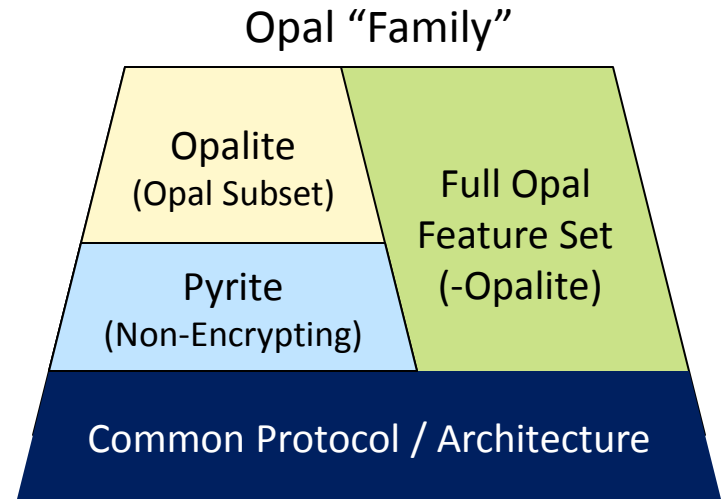 Opal “Family”
Opalite
(Opal Subset)
Full Opal
Feature Set
(-Opalite)
Pyrite
(Non-Encrypting)
Common Protocol / Architecture